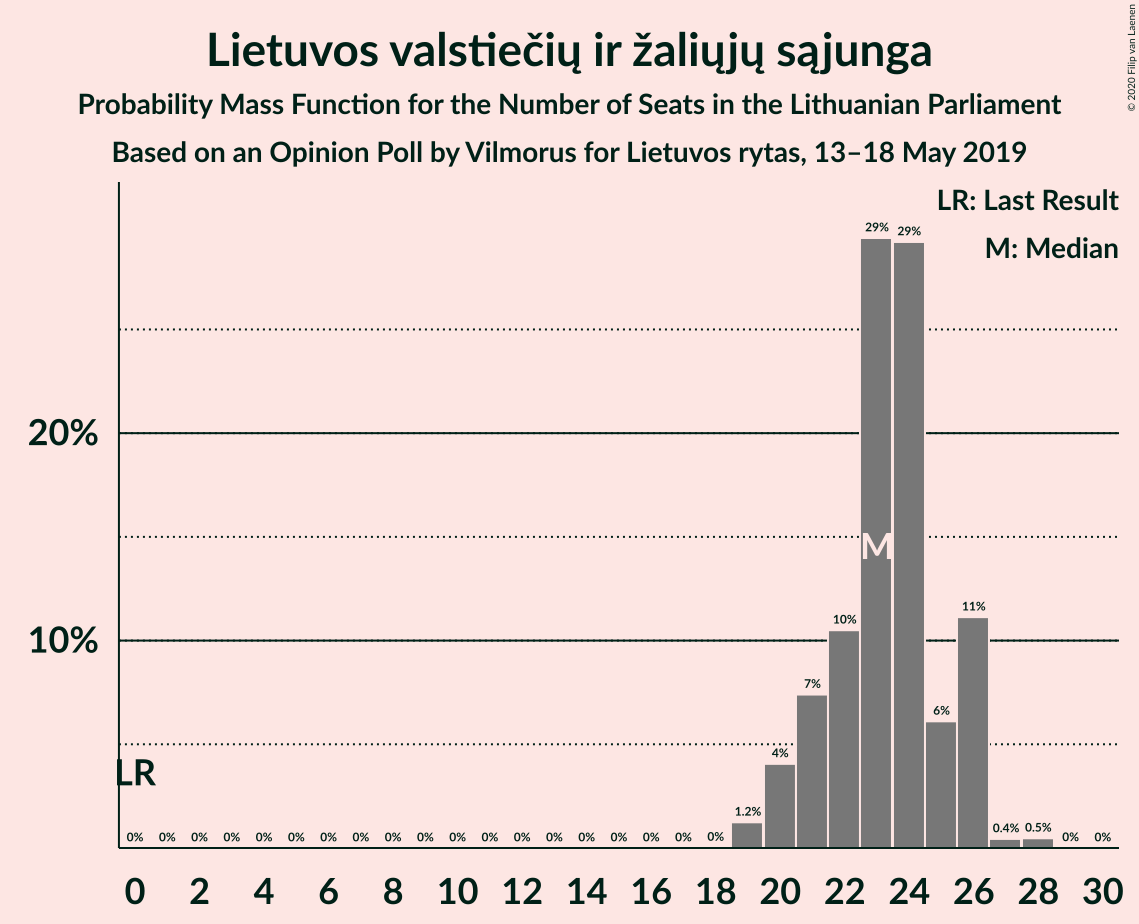 Lietuvos valstiečių ir žaliųjų sąjunga
Probability Mass Function for the Number of Seats in the Lithuanian Parliament
Based on an Opinion Poll by Vilmorus for Lietuvos rytas, 13–18 May 2019
© 2020 Filip van Laenen
LR: Last Result
M: Median
29% 29%
20%
M
11%
10%
10%
7%
6%
4%
LR
1.2%
0.4% 0.5%
0% 0% 0% 0% 0% 0% 0% 0% 0% 0% 0% 0% 0% 0% 0% 0% 0% 0% 0% 0% 0%
0 2 4 6 8 10 12 14 16 18 20 22 24 26 28 30